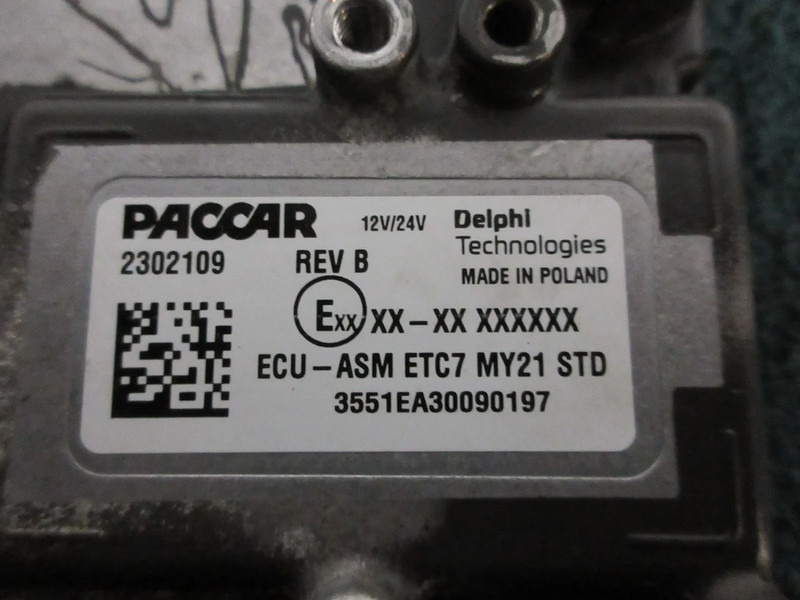 PACCAR 12V/24V Delphi
Technologies
2302109 REV B MADE IN POLAND
Exx XX-XX XXXXXX
ECU-ASM ETC7 MY21 STD
3551EA30090197